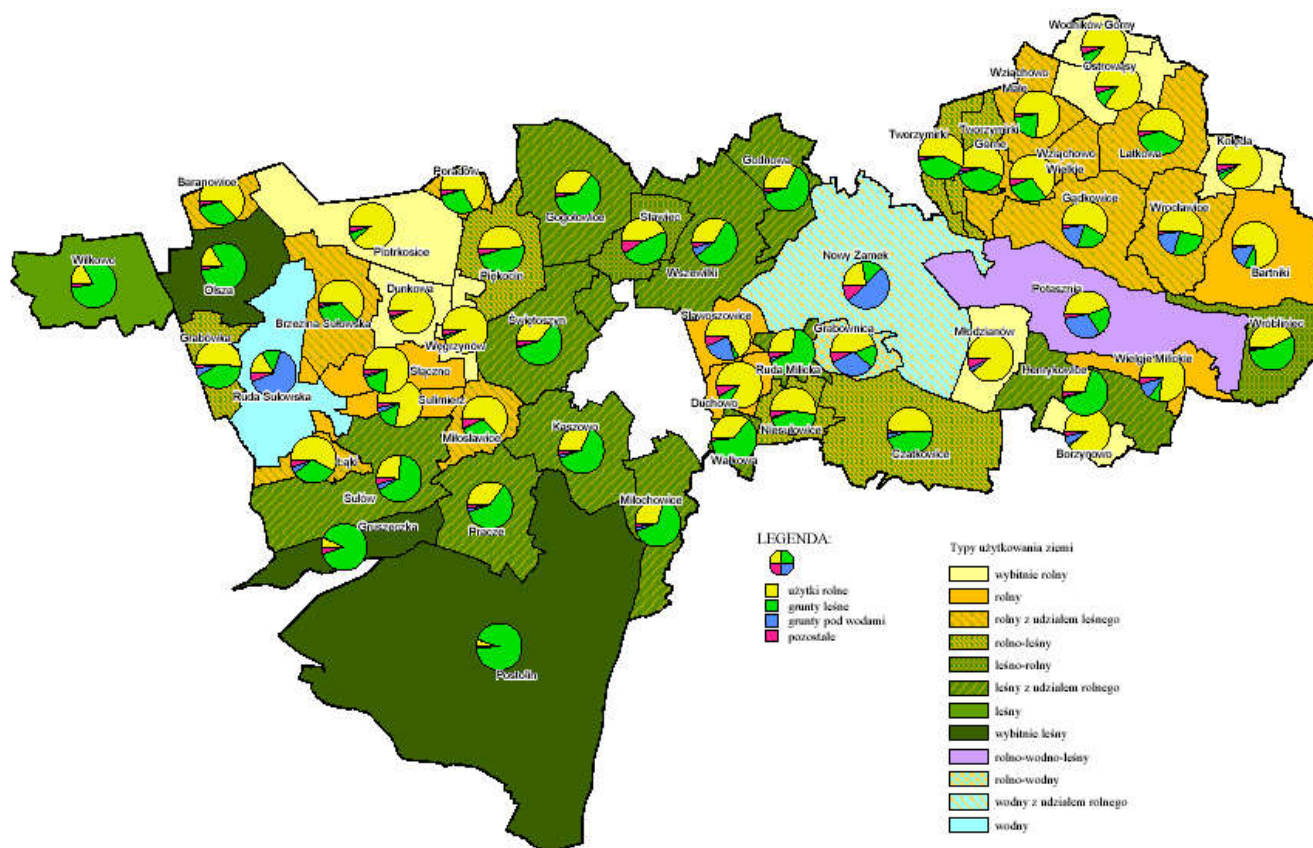 Wodników Górny
Ostrowąsy
Wziąchowo
Małe
Tworzymirki
Tworzymirki
Górne
Wziąchowo
Wielkie
Łatkowa
Kolęda
Godnowa
Baranowice
Poradów
Gogołowice
Sławiec
Gądkowice
Wrocławice
Piotrkosice
Wszewilki
Nowy Zamek
Bartniki
Wilkowo
Olsza
Piękocin
Potasznia
Dunkowa
Brzezina Sułowska
Świętoszyn
Węgrzynów
Sławoszowice
Grabownica
Młodzianów
Wróbliniec
Grabówka
Słączno
Ruda Milicka
Wielgie Milickie
Henrykowice
Ruda Sułowska
Sulimierz
Duchowo
Miłosławice
Niesułowice
Kaszowo
Wałkowa
Czatkowice
Borzynowo
Łąki
Sułów
Miłochowice
Gruszeczka
Pracze
Postolin
LEGENDA:
użytki rolne
grunty leśne
grunty pod wodami
pozostałe
Typy użytkowania ziemi
wybitnie rolny
rolny
rolny z udziałem leśnego
rolno-leśny
leśno-rolny
leśny z udziałem rolnego
leśny
wybitnie leśny
rolno-wodno-leśny
rolno-wodny
wodny z udziałem rolnego
wodny